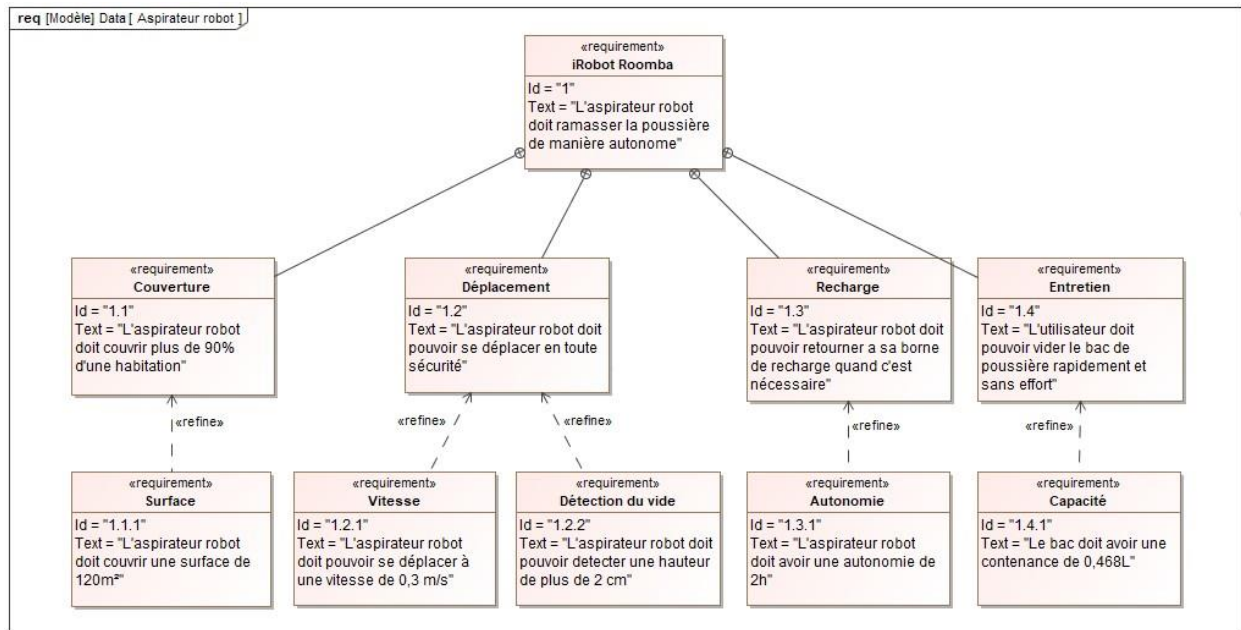 req [Modèle] Data [ Aspirateur robot ]
«requirement»
iRobot Roomba
Id = "1"
Text = "L'aspirateur robot
doit ramasser la poussière
de manière autonome"
«requirement»
Couverture
Id = "1.1"
Text = "L'aspirateur robot
doit couvrir plus de 90%
d'une habitation"
«requirement»
Déplacement
Id = "1.2"
Text = "L'aspirateur robot doit
pouvoir se déplacer en toute
sécurité"
«requirement»
Recharge
Id = "1.3"
Text = "L'aspirateur robot doit
pouvoir retourner a sa borne
de recharge quand c'est
nécessaire"
«requirement»
Entretien
Id = "1.4"
Text = "L'utilisateur doit
pouvoir vider le bac de
poussière rapidement et
sans effort"
«refine»
«refine»
«refine»
«refine»
«refine»
«requirement»
Surface
Id = "1.1.1"
Text = "L'aspirateur robot
doit couvrir une surface de
120m²"
«requirement»
Vitesse
Id = "1.2.1"
Text = "L'aspirateur robot
doit pouvoir se déplacer à
une vitesse de 0,3 m/s"
«requirement»
Détection du vide
Id = "1.2.2"
Text = "L'aspirateur robot doit
pouvoir detecter une hauteur
de plus de 2 cm"
«requirement»
Autonomie
Id = "1.3.1"
Text = "L'aspirateur robot
doit avoir une autonomie de
2h"
«requirement»
Capacité
Id = "1.4.1"
Text = "Le bac doit avoir une
contenance de 0,468L"